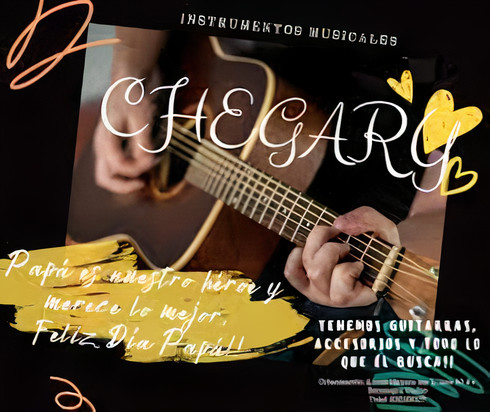 INSTRUMENTOS MUSICALES
CHEGARY
Papá es nuestro héroe y
merece lo mejor,
Feliz Día Papá!!
TENEMOS GUITARRAS,
ACCESORIOS Y TODO LO
QUE ÉL BUSCA!!